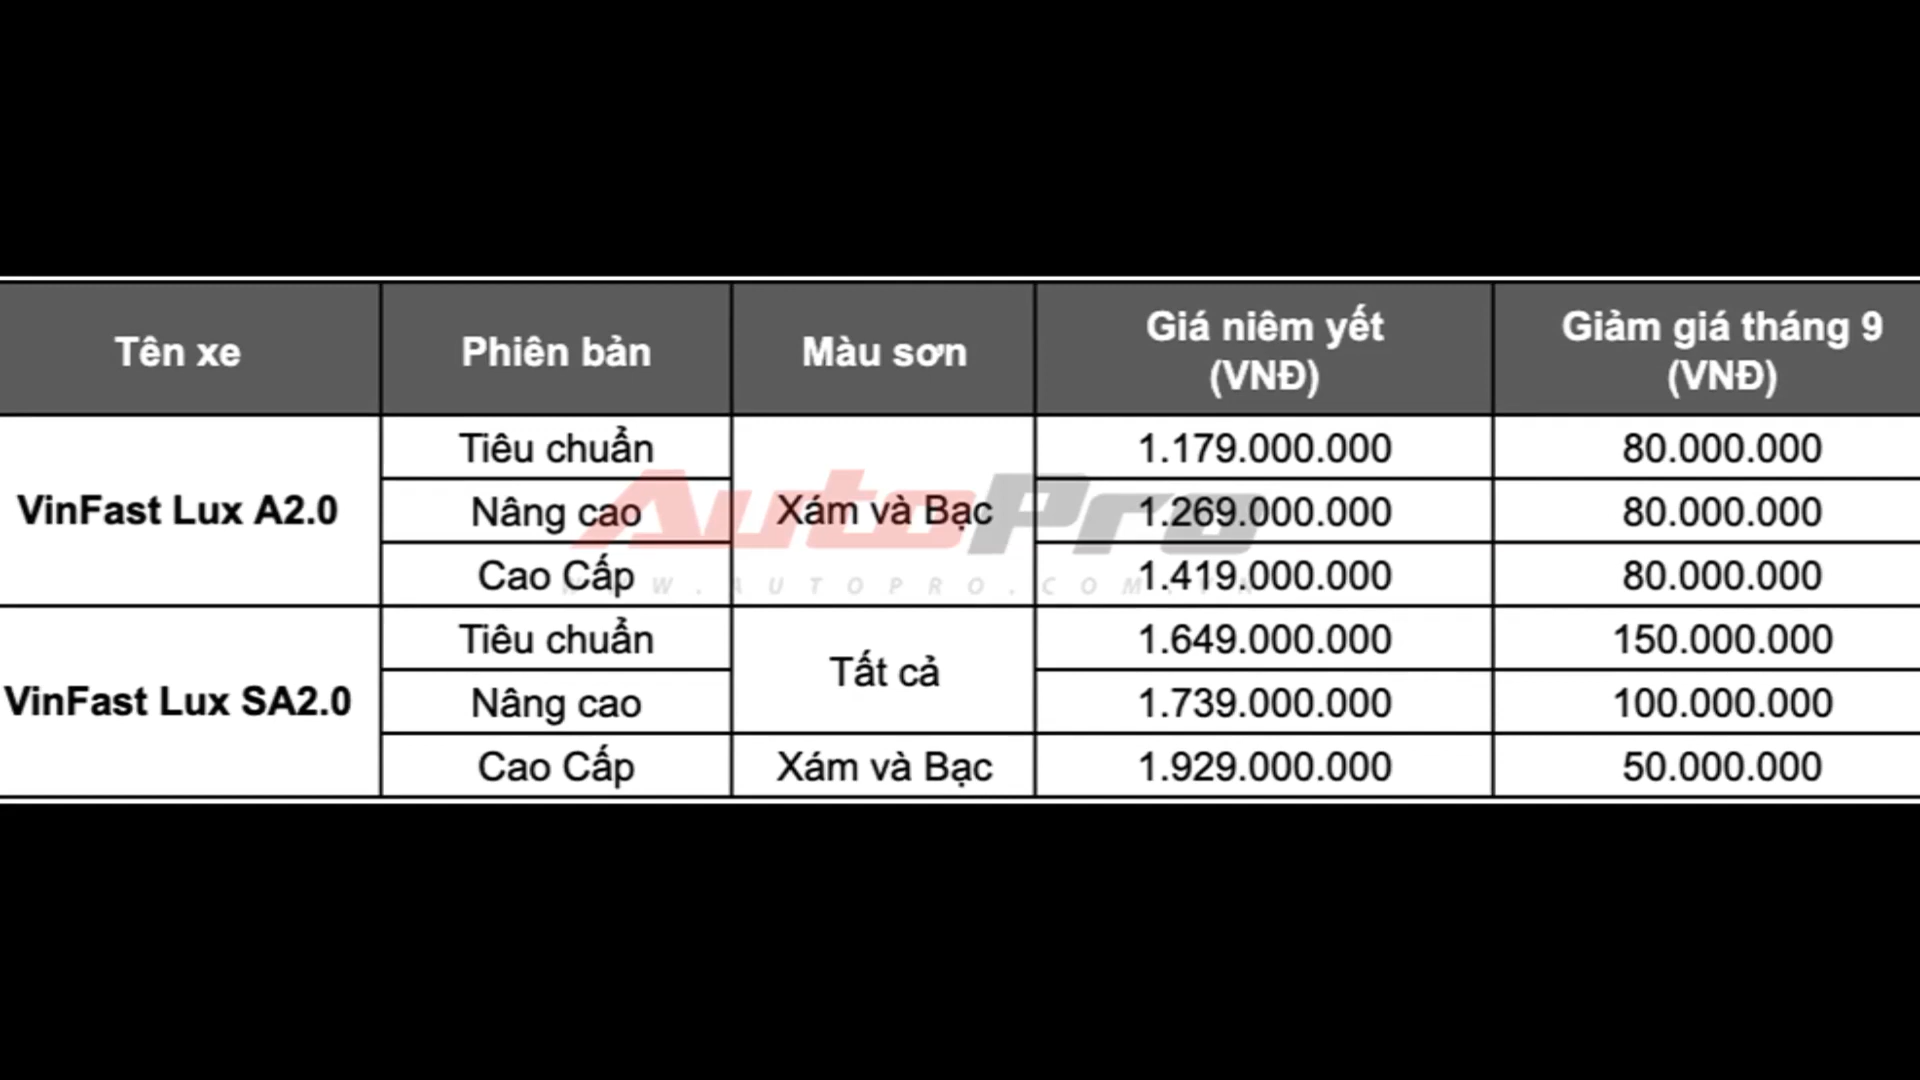 Tên xe
Phiên bản
Màu sơn
Giá niêm yết
(VNĐ)
Giảm giá tháng 9
(VNĐ)
VinFast Lux A2.0
Tiêu chuẩn
Xám và Bạc
1.179.000.000
80.000.000
Nâng cao
1.269.000.000
80.000.000
Cao Cấp
1.419.000.000
80.000.000
VinFast Lux SA2.0
Tiêu chuẩn
Tất cả
1.649.000.000
150.000.000
Nâng cao
1.739.000.000
100.000.000
Cao Cấp
Xám và Bạc
1.929.000.000
50.000.000
AutoPro
WWW.AUTOPRO.COM.VN